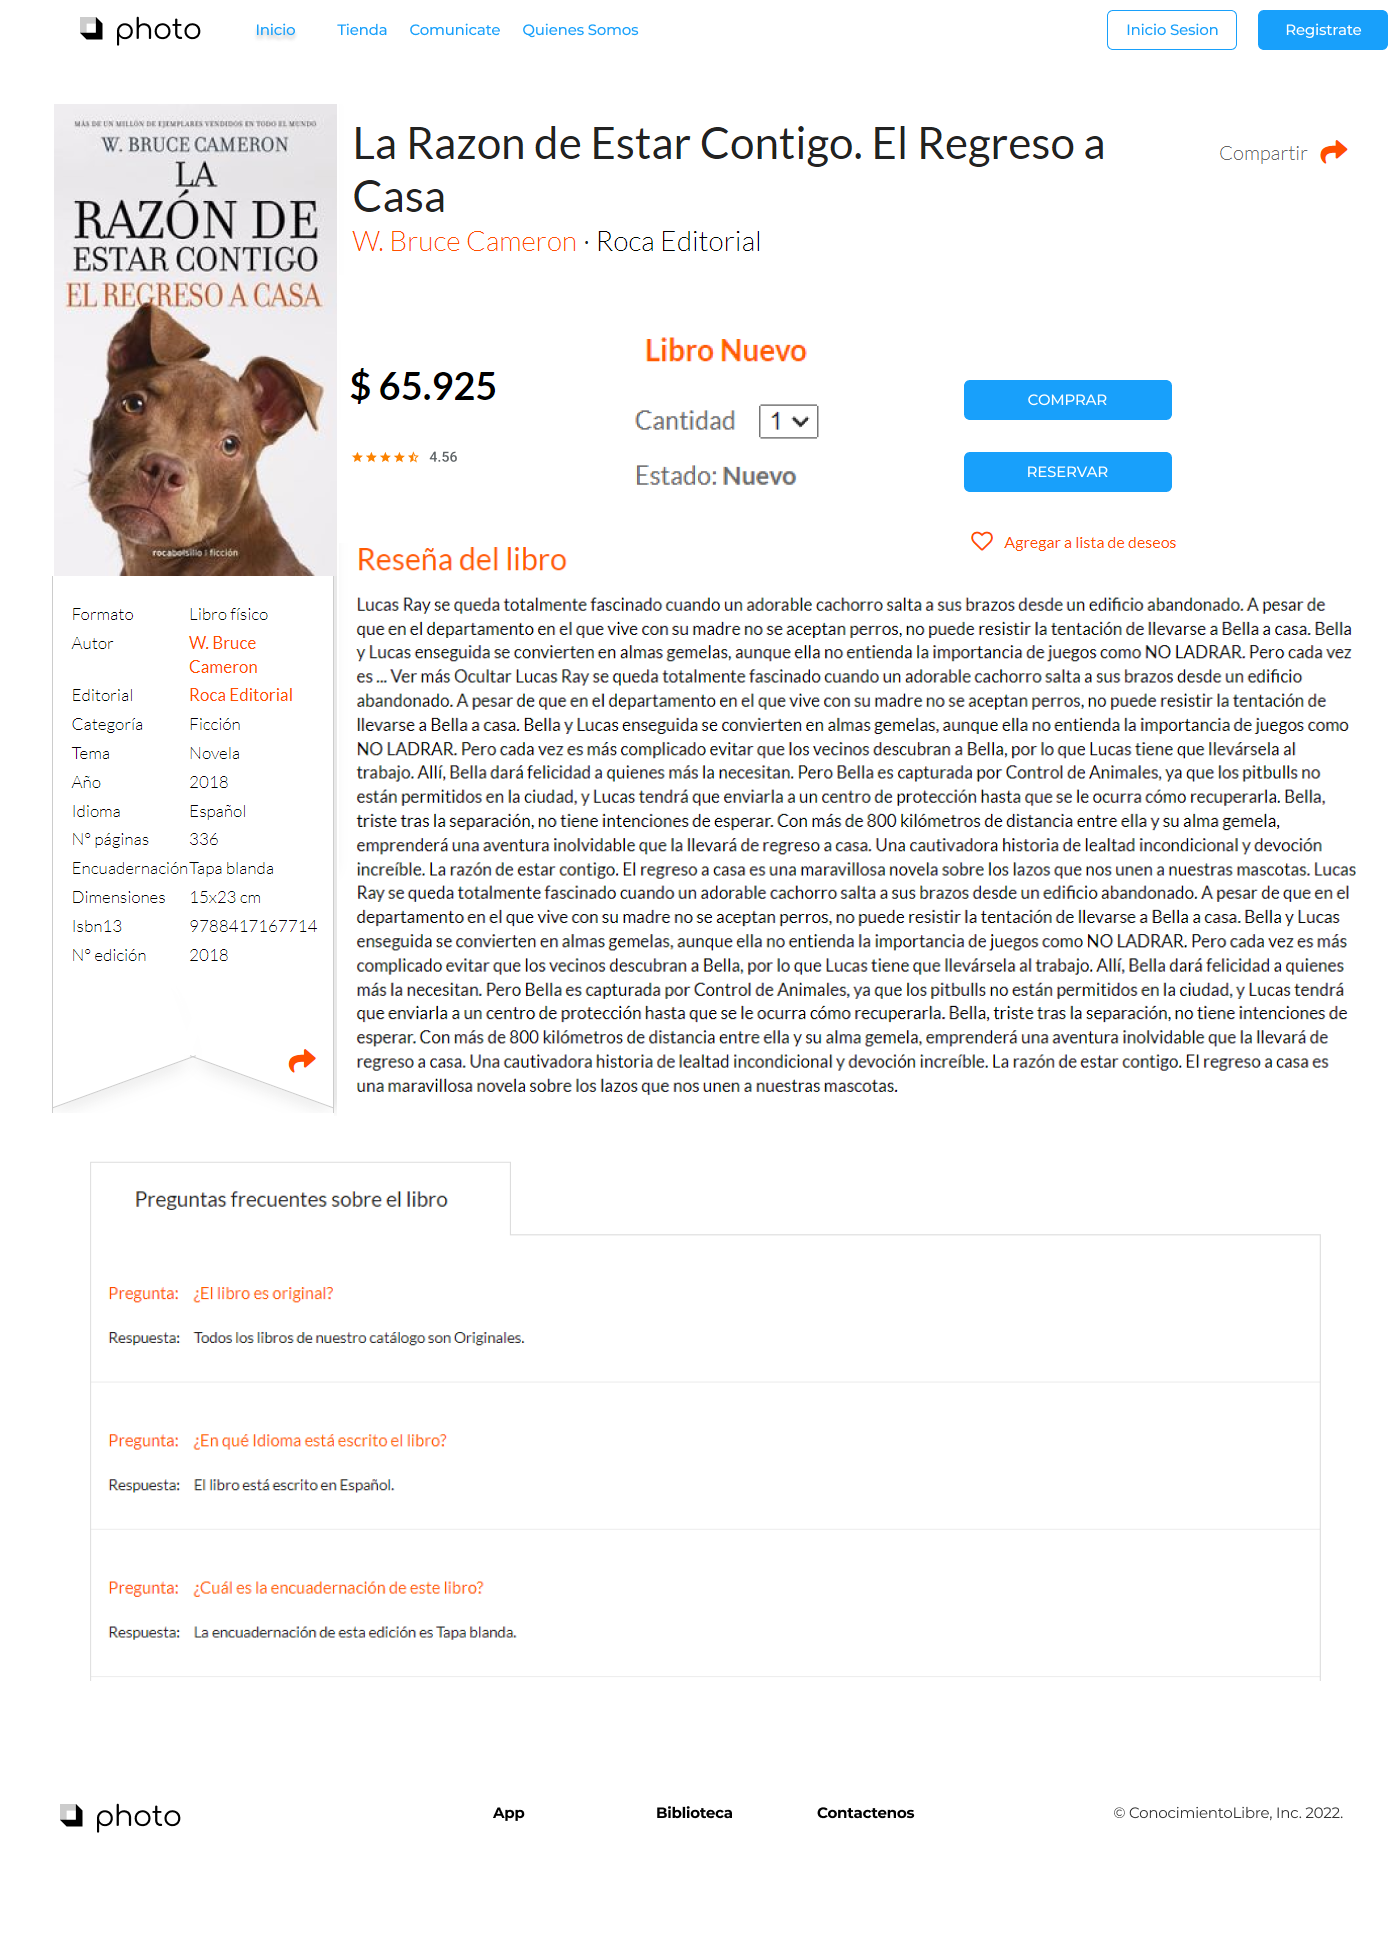 photo
Inicio
Tienda
Comunicate
Quienes Somos
Inicio Sesion
Registrate
MÁS DE UN MILLÓN DE EJEMPLARES VENDIDOS EN TODO EL MUNDO
W. BRUCE CAMERON
LA
RAZÓN DE
ESTAR CONTIGO
EL REGRESO A CASA
rocabolsillo | ficción
La Razon de Estar Contigo. El Regreso a
Casa
W. Bruce Cameron · Roca Editorial
Compartir
$ 65.925
4.56
Libro Nuevo
Cantidad 1
Estado: Nuevo
COMPRAR
RESERVAR
Agregar a lista de deseos
Formato Libro físico
Autor W. Bruce
Cameron
Editorial Roca Editorial
Categoría Ficción
Tema Novela
Año 2018
Idioma Español
N° páginas 336
Encuadernación Tapa blanda
Dimensiones 15x23 cm
Isbn13 9788417167714
N° edición 2018
Reseña del libro
Lucas Ray se queda totalmente fascinado cuando un adorable cachorro salta a sus brazos desde un edificio abandonado. A pesar de
que en el departamento en el que vive con su madre no se aceptan perros, no puede resistir la tentación de llevarse a Bella a casa. Bella
y Lucas enseguida se convierten en almas gemelas, aunque ella no entienda la importancia de juegos como NO LADRAR. Pero cada vez
es ... Ver más Ocultar Lucas Ray se queda totalmente fascinado cuando un adorable cachorro salta a sus brazos desde un edificio
abandonado. A pesar de que en el departamento en el que vive con su madre no se aceptan perros, no puede resistir la tentación de
llevarse a Bella a casa. Bella y Lucas enseguida se convierten en almas gemelas, aunque ella no entienda la importancia de juegos como
NO LADRAR. Pero cada vez es más complicado evitar que los vecinos descubran a Bella, por lo que Lucas tiene que llevársela al
trabajo. Allí, Bella dará felicidad a quienes más la necesitan. Pero Bella es capturada por Control de Animales, ya que los pitbulls no
están permitidos en la ciudad, y Lucas tendrá que enviarla a un centro de protección hasta que se le ocurra cómo recuperarla. Bella,
triste tras la separación, no tiene intenciones de esperar. Con más de 800 kilómetros de distancia entre ella y su alma gemela,
emprenderá una aventura inolvidable que la llevará de regreso a casa. Una cautivadora historia de lealtad incondicional y devoción
increíble. La razón de estar contigo. El regreso a casa es una maravillosa novela sobre los lazos que nos unen a nuestras mascotas. Lucas
Ray se queda totalmente fascinado cuando un adorable cachorro salta a sus brazos desde un edificio abandonado. A pesar de que en el
departamento en el que vive con su madre no se aceptan perros, no puede resistir la tentación de llevarse a Bella a casa. Bella y Lucas
enseguida se convierten en almas gemelas, aunque ella no entienda la importancia de juegos como NO LADRAR. Pero cada vez es más
complicado evitar que los vecinos descubran a Bella, por lo que Lucas tiene que llevársela al trabajo. Allí, Bella dará felicidad a quienes
más la necesitan. Pero Bella es capturada por Control de Animales, ya que los pitbulls no están permitidos en la ciudad, y Lucas tendrá
que enviarla a un centro de protección hasta que se le ocurra cómo recuperarla. Bella, triste tras la separación, no tiene intenciones de
esperar. Con más de 800 kilómetros de distancia entre ella y su alma gemela, emprenderá una aventura inolvidable que la llevará de
regreso a casa. Una cautivadora historia de lealtad incondicional y devoción increíble. La razón de estar contigo. El regreso a casa es
una maravillosa novela sobre los lazos que nos unen a nuestras mascotas.
Preguntas frecuentes sobre el libro
Pregunta: ¿El libro es original?
Respuesta: Todos los libros de nuestro catálogo son Originales.
Pregunta: ¿En qué Idioma está escrito el libro?
Respuesta: El libro está escrito en Español.
Pregunta: ¿Cuál es la encuadernación de este libro?
Respuesta: La encuadernación de esta edición es Tapa blanda.
photo
App
Biblioteca
Contactenos
© ConocimientoLibre, Inc. 2022.